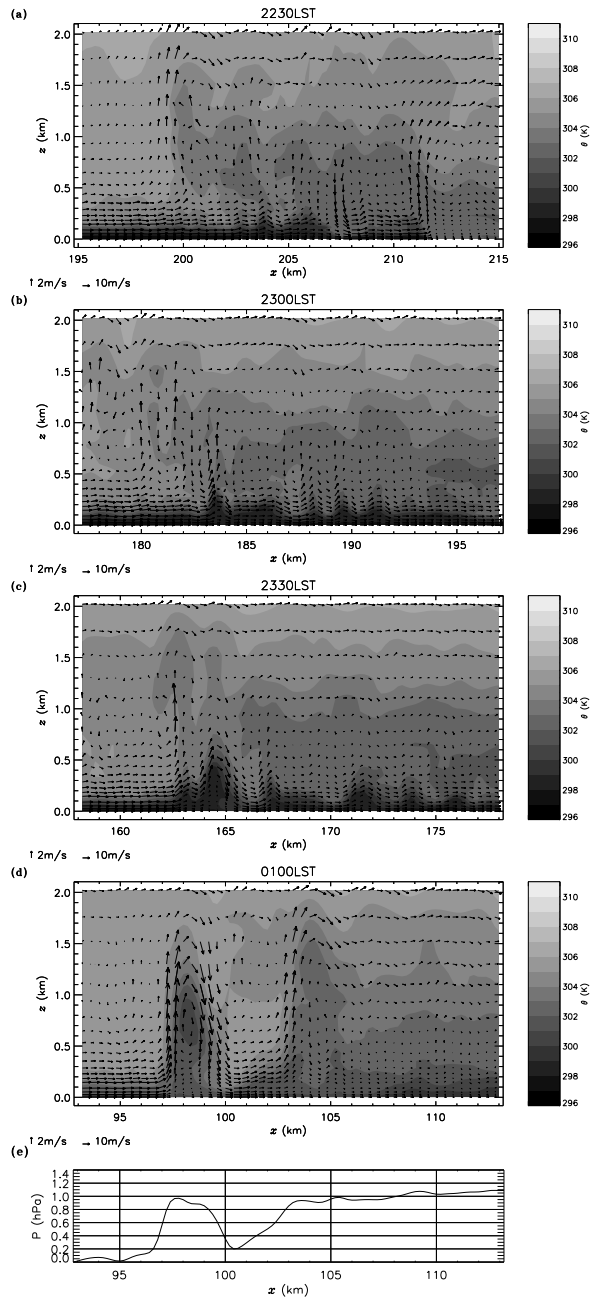 (a)
2230LST
2.0
1.5
1.0
0.5
0.0
z (km)
195 200 205 210 215
x (km)
↑2m/s →10m/s
310
308
306
304
302
300
298
296
θ (K)
(b)
2300LST
2.0
1.5
1.0
0.5
0.0
z (km)
180 185 190 195
x (km)
↑2m/s →10m/s
310
308
306
304
302
300
298
296
θ (K)
(c)
2330LST
2.0
1.5
1.0
0.5
0.0
z (km)
160 165 170 175
x (km)
↑2m/s →10m/s
310
308
306
304
302
300
298
296
θ (K)
(d)
0100LST
2.0
1.5
1.0
0.5
0.0
z (km)
95 100 105 110
x (km)
↑2m/s →10m/s
310
308
306
304
302
300
298
296
θ (K)
(e)
1.4
1.2
1.0
0.8
0.6
0.4
0.2
0.0
P (hPa)
95 100 105 110
x (km)